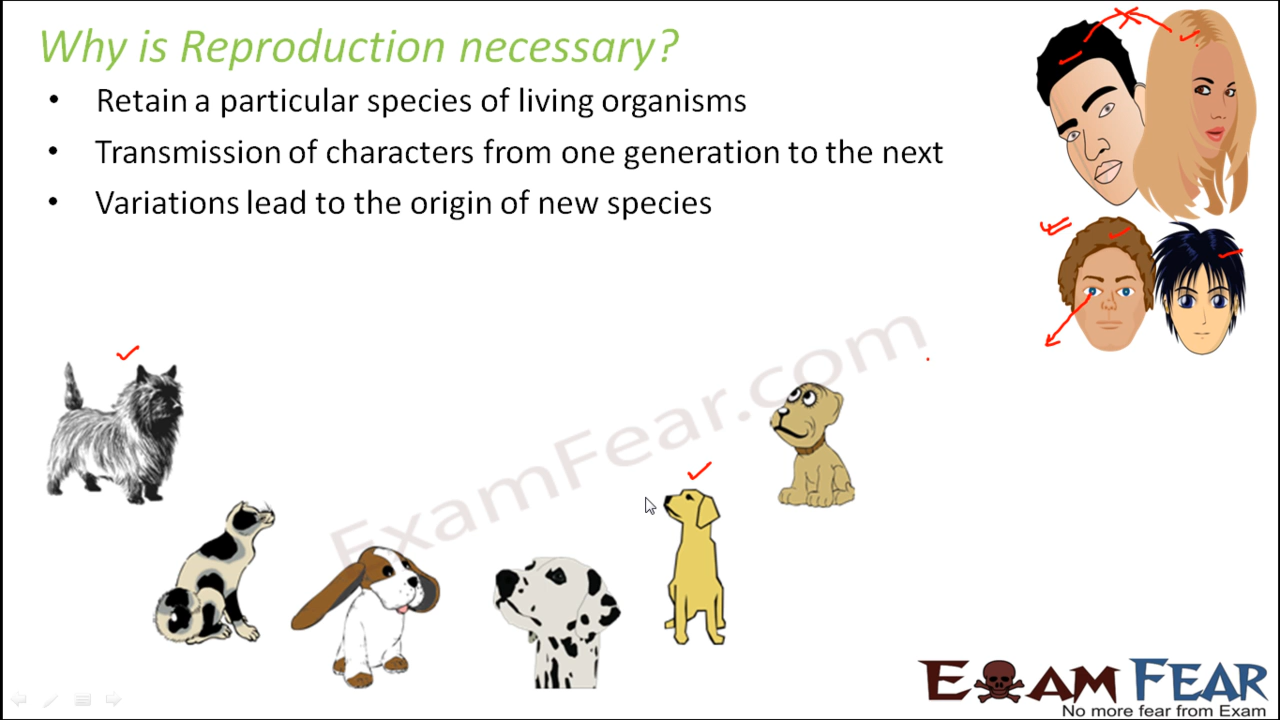 Why is Reproduction necessary?
• Retain a particular species of living organisms
• Transmission of characters from one generation to the next
• Variations lead to the origin of new species
ExamFear.com
EXAM FEAR
No more fear from Exam